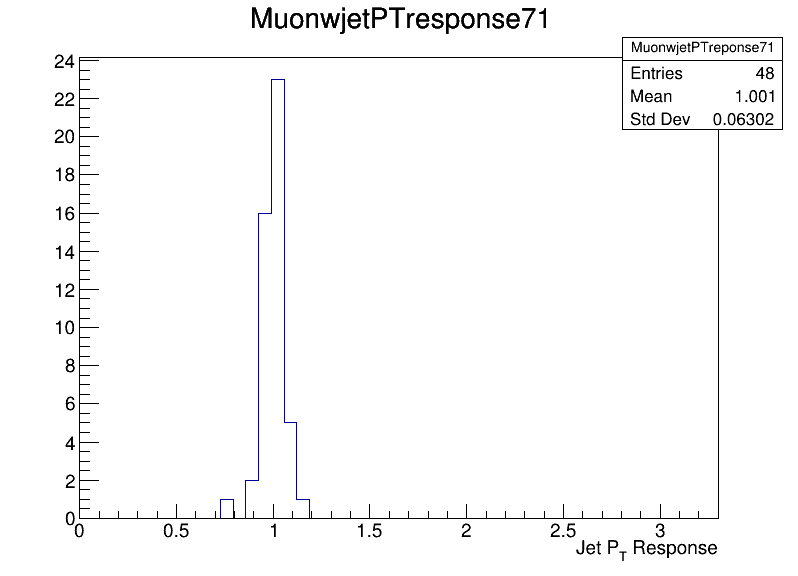 MuonwjetPTresponse71
MuonwjetPTreponse71
Entries 48
Mean 1.001
Std Dev 0.06302
24
22
20
18
16
14
12
10
8
6
4
2
0
0 0.5 1 1.5 2 2.5 3
Jet PT Response